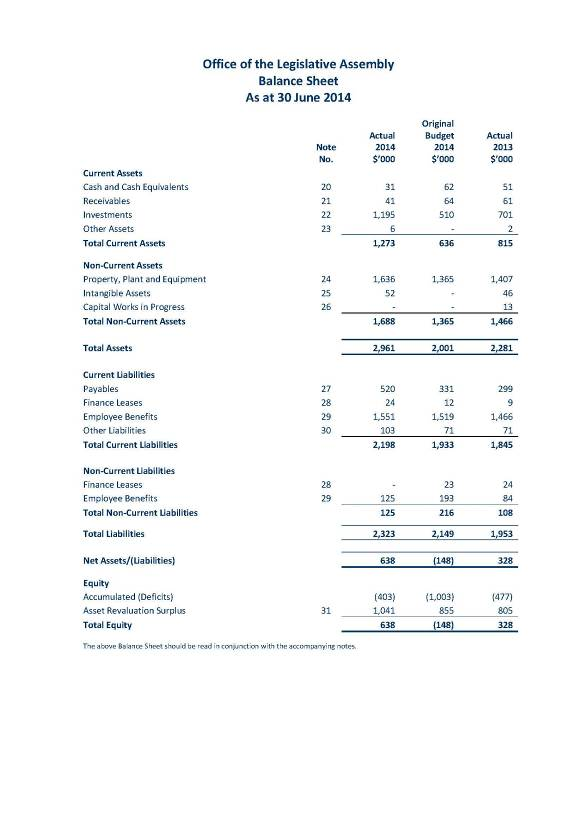 Office of the Legislative Assembly
Balance Sheet
As at 30 June 2014
Original
Actual Budget Actual
Note 2014 2014 2013
No. $'000 $'000 $'000
Current Assets
Cash and Cash Equivalents 20 31 62 51
Receivables 21 41 64 61
Investments 22 1,195 510 701
Other Assets 23 6 - 2
Total Current Assets 1,273 636 815
Non-Current Assets
Property, Plant and Equipment 24 1,636 1,365 1,407
Intangible Assets 25 52 - 46
Capital Works in Progress 26 - - 13
Total Non-Current Assets 1,688 1,365 1,466
Total Assets 2,961 2,001 2,281
Current Liabilities
Payables 27 520 331 299
Finance Leases 28 24 12 9
Employee Benefits 29 1,551 1,519 1,466
Other Liabilities 30 103 71 71
Total Current Liabilities 2,198 1,933 1,845
Non-Current Liabilities
Finance Leases 28 - 23 24
Employee Benefits 29 125 193 84
Total Non-Current Liabilities 125 216 108
Total Liabilities 2,323 2,149 1,953
Net Assets/(Liabilities) 638 (148) 328
Equity
Accumulated (Deficits) (403) (1,003) (477)
Asset Revaluation Surplus 31 1,041 855 805
Total Equity 638 (148) 328
The above Balance Sheet should be read in conjunction with the accompanying notes.